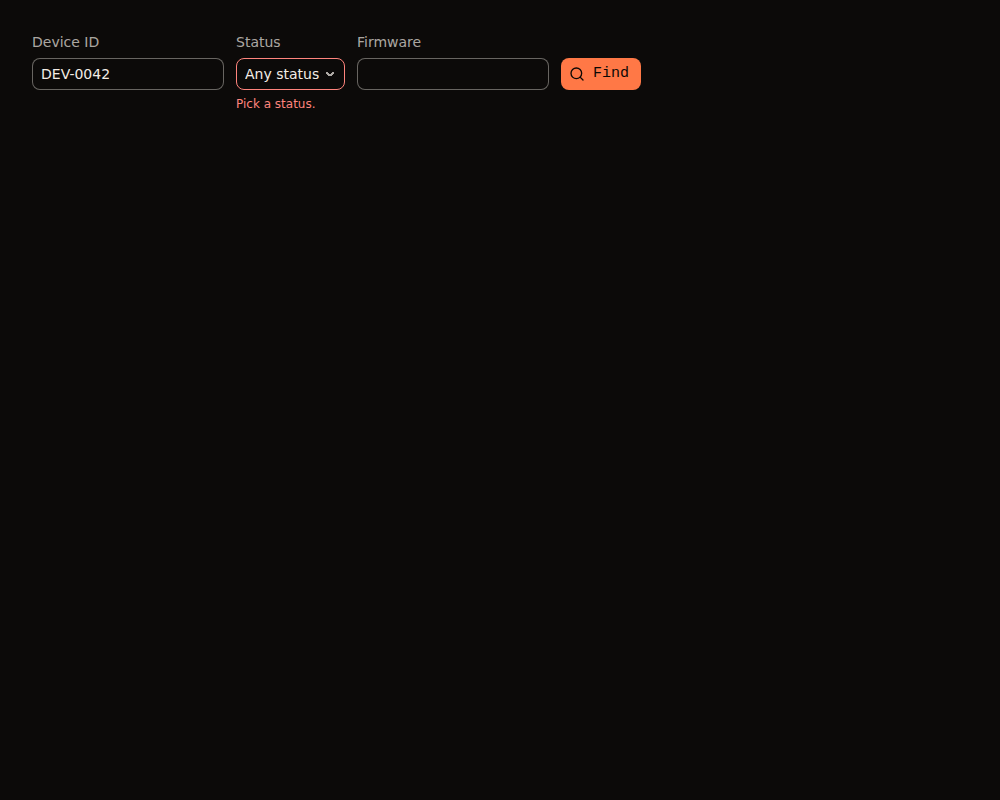 Device ID
Status
Firmware
DEV-0042
Any status
Find
Pick a status.